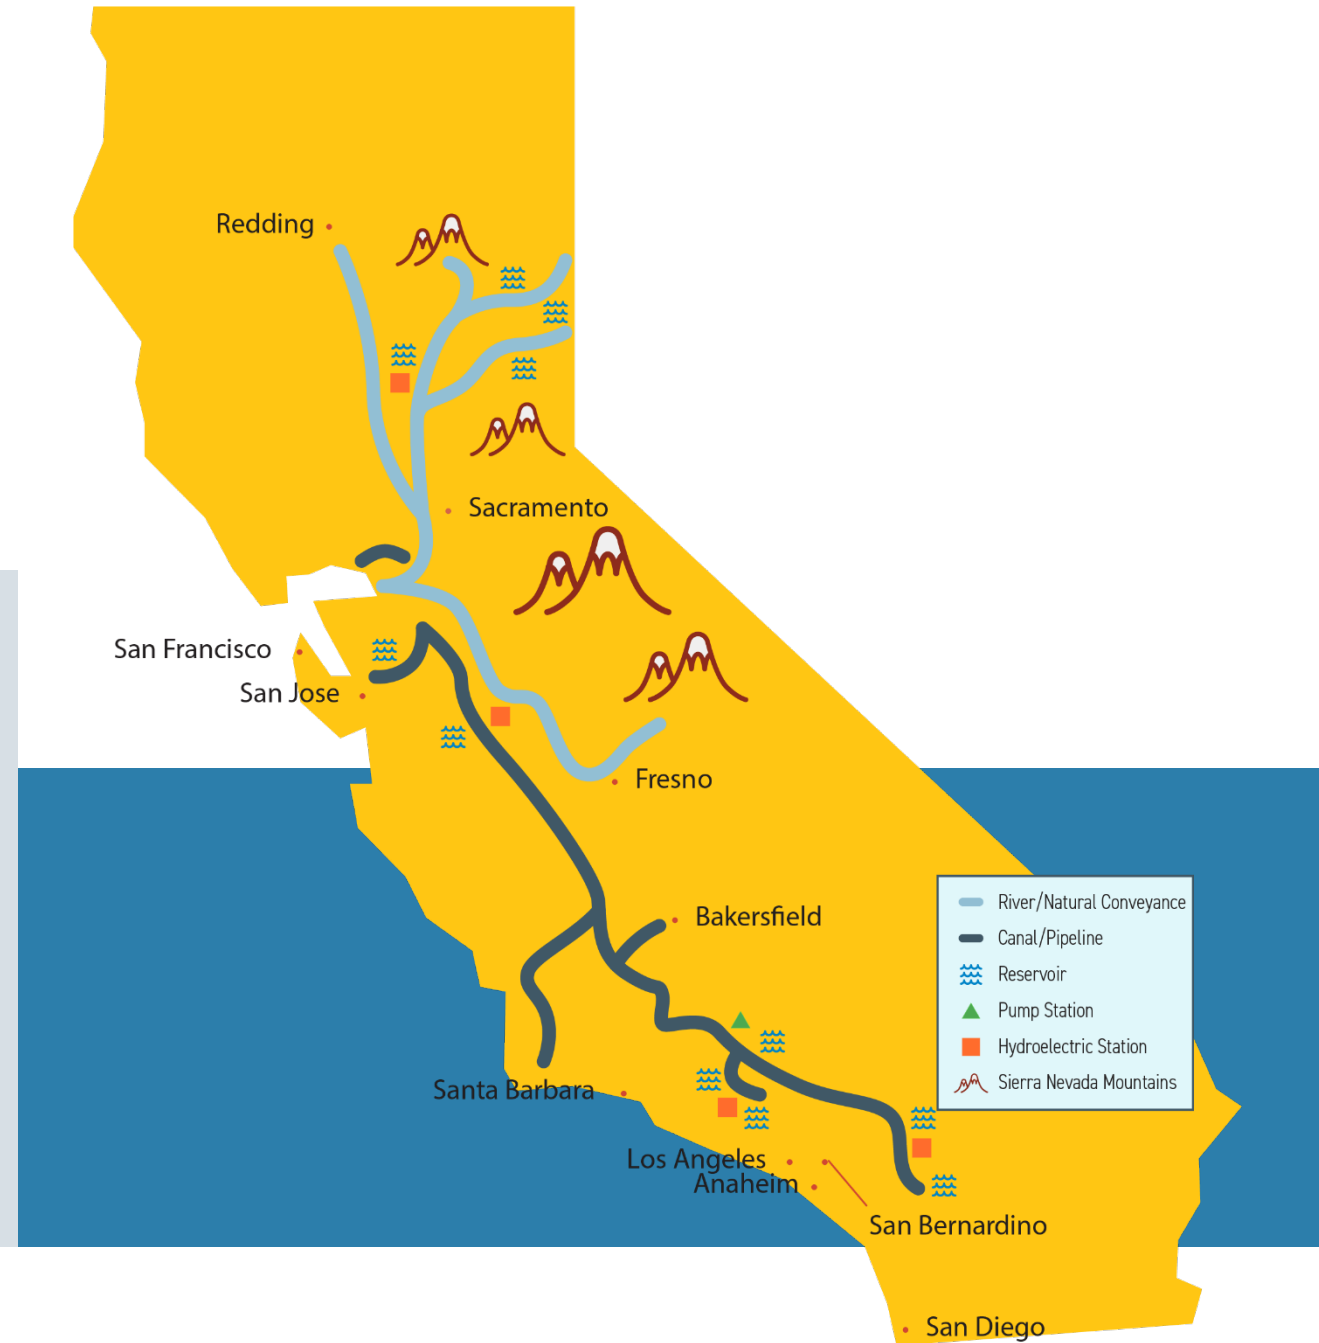 Redding
Sacramento
San Francisco
San Jose
Fresno
Bakersfield
River/Natural Conveyance
Canal/Pipeline
Reservoir
Pump Station
Hydroelectric Station
Sierra Nevada Mountains
Santa Barbara
Los Angeles
Anaheim
San Bernardino
San Diego